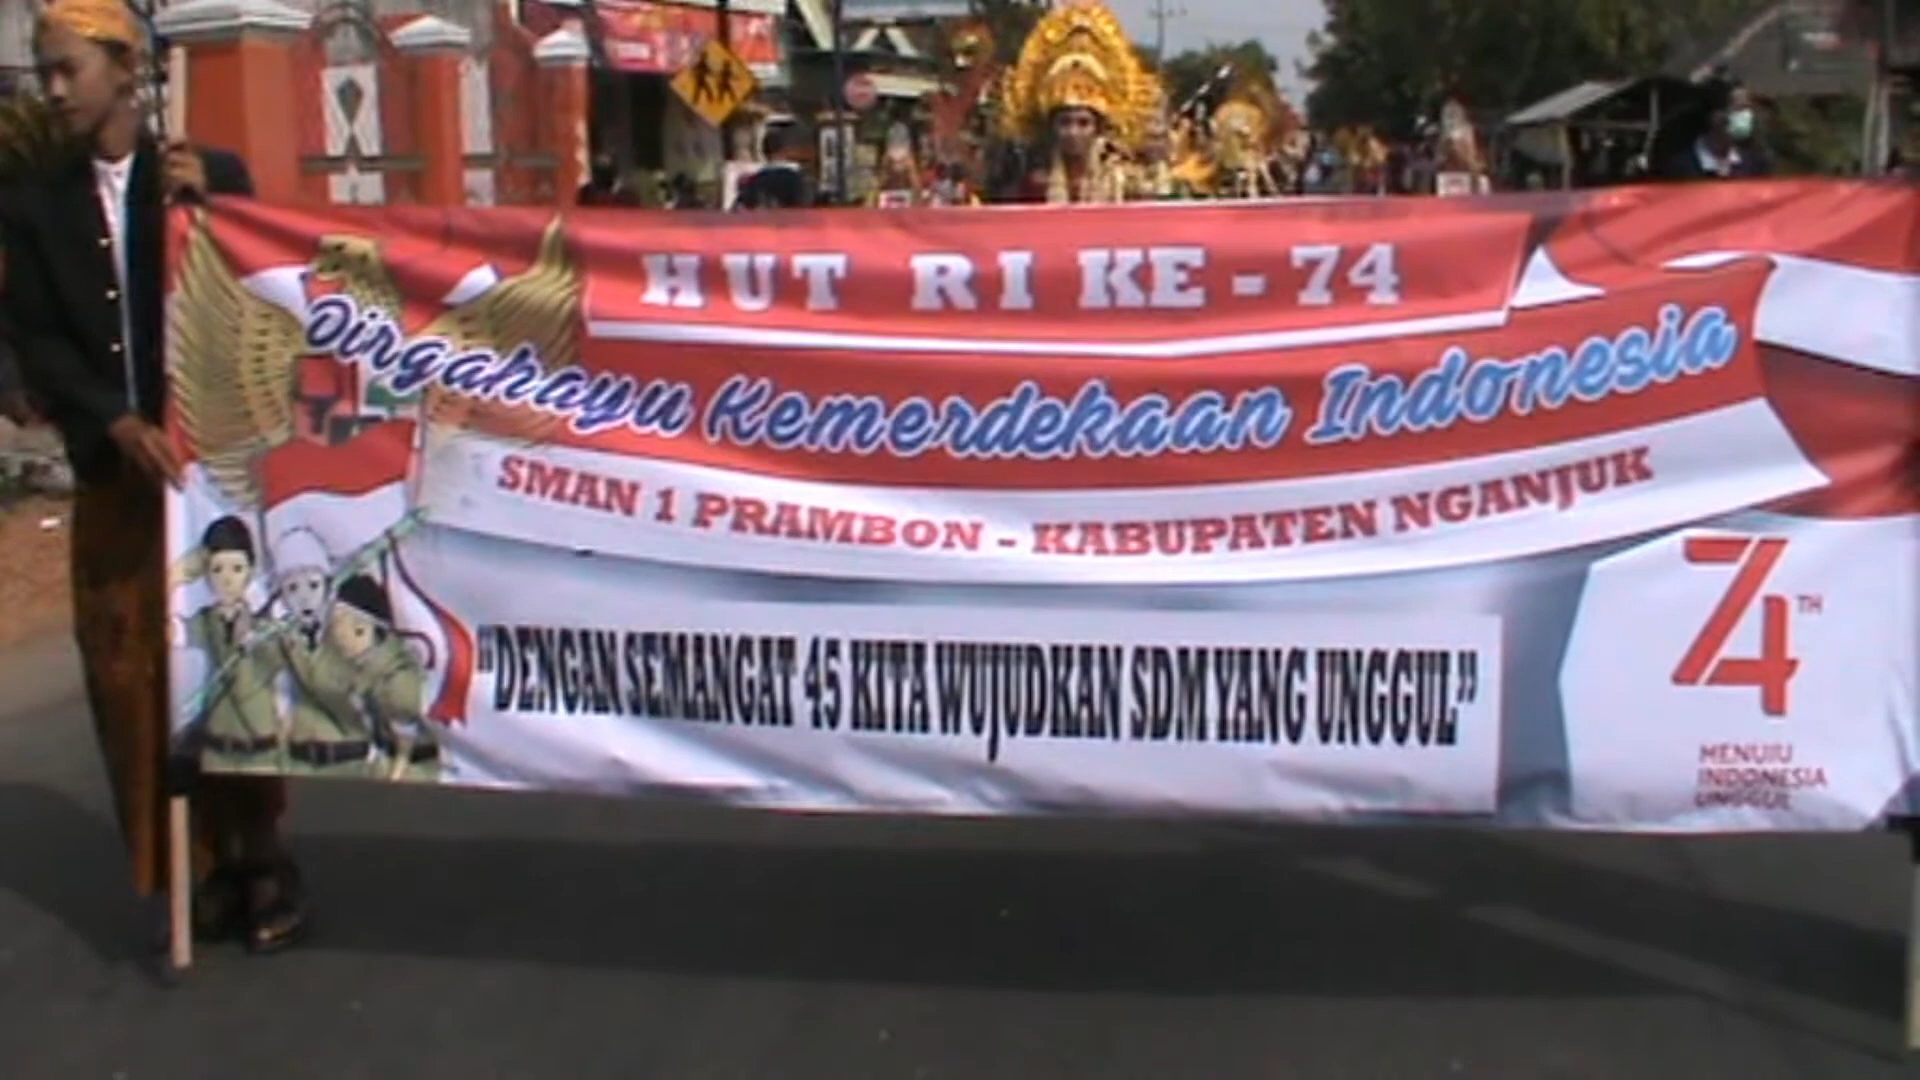 HUT RI KE - 74
Dirgahayu Kemerdekaan Indonesia
SMAN 1 PRAMBON - KABUPATEN NGANJUK
"DENGAN SEMANGAT 45 KITA WUJUDKAN SDM YANG UNGGUL"
74TH
MENUJU
INDONESIA
UNGGUL